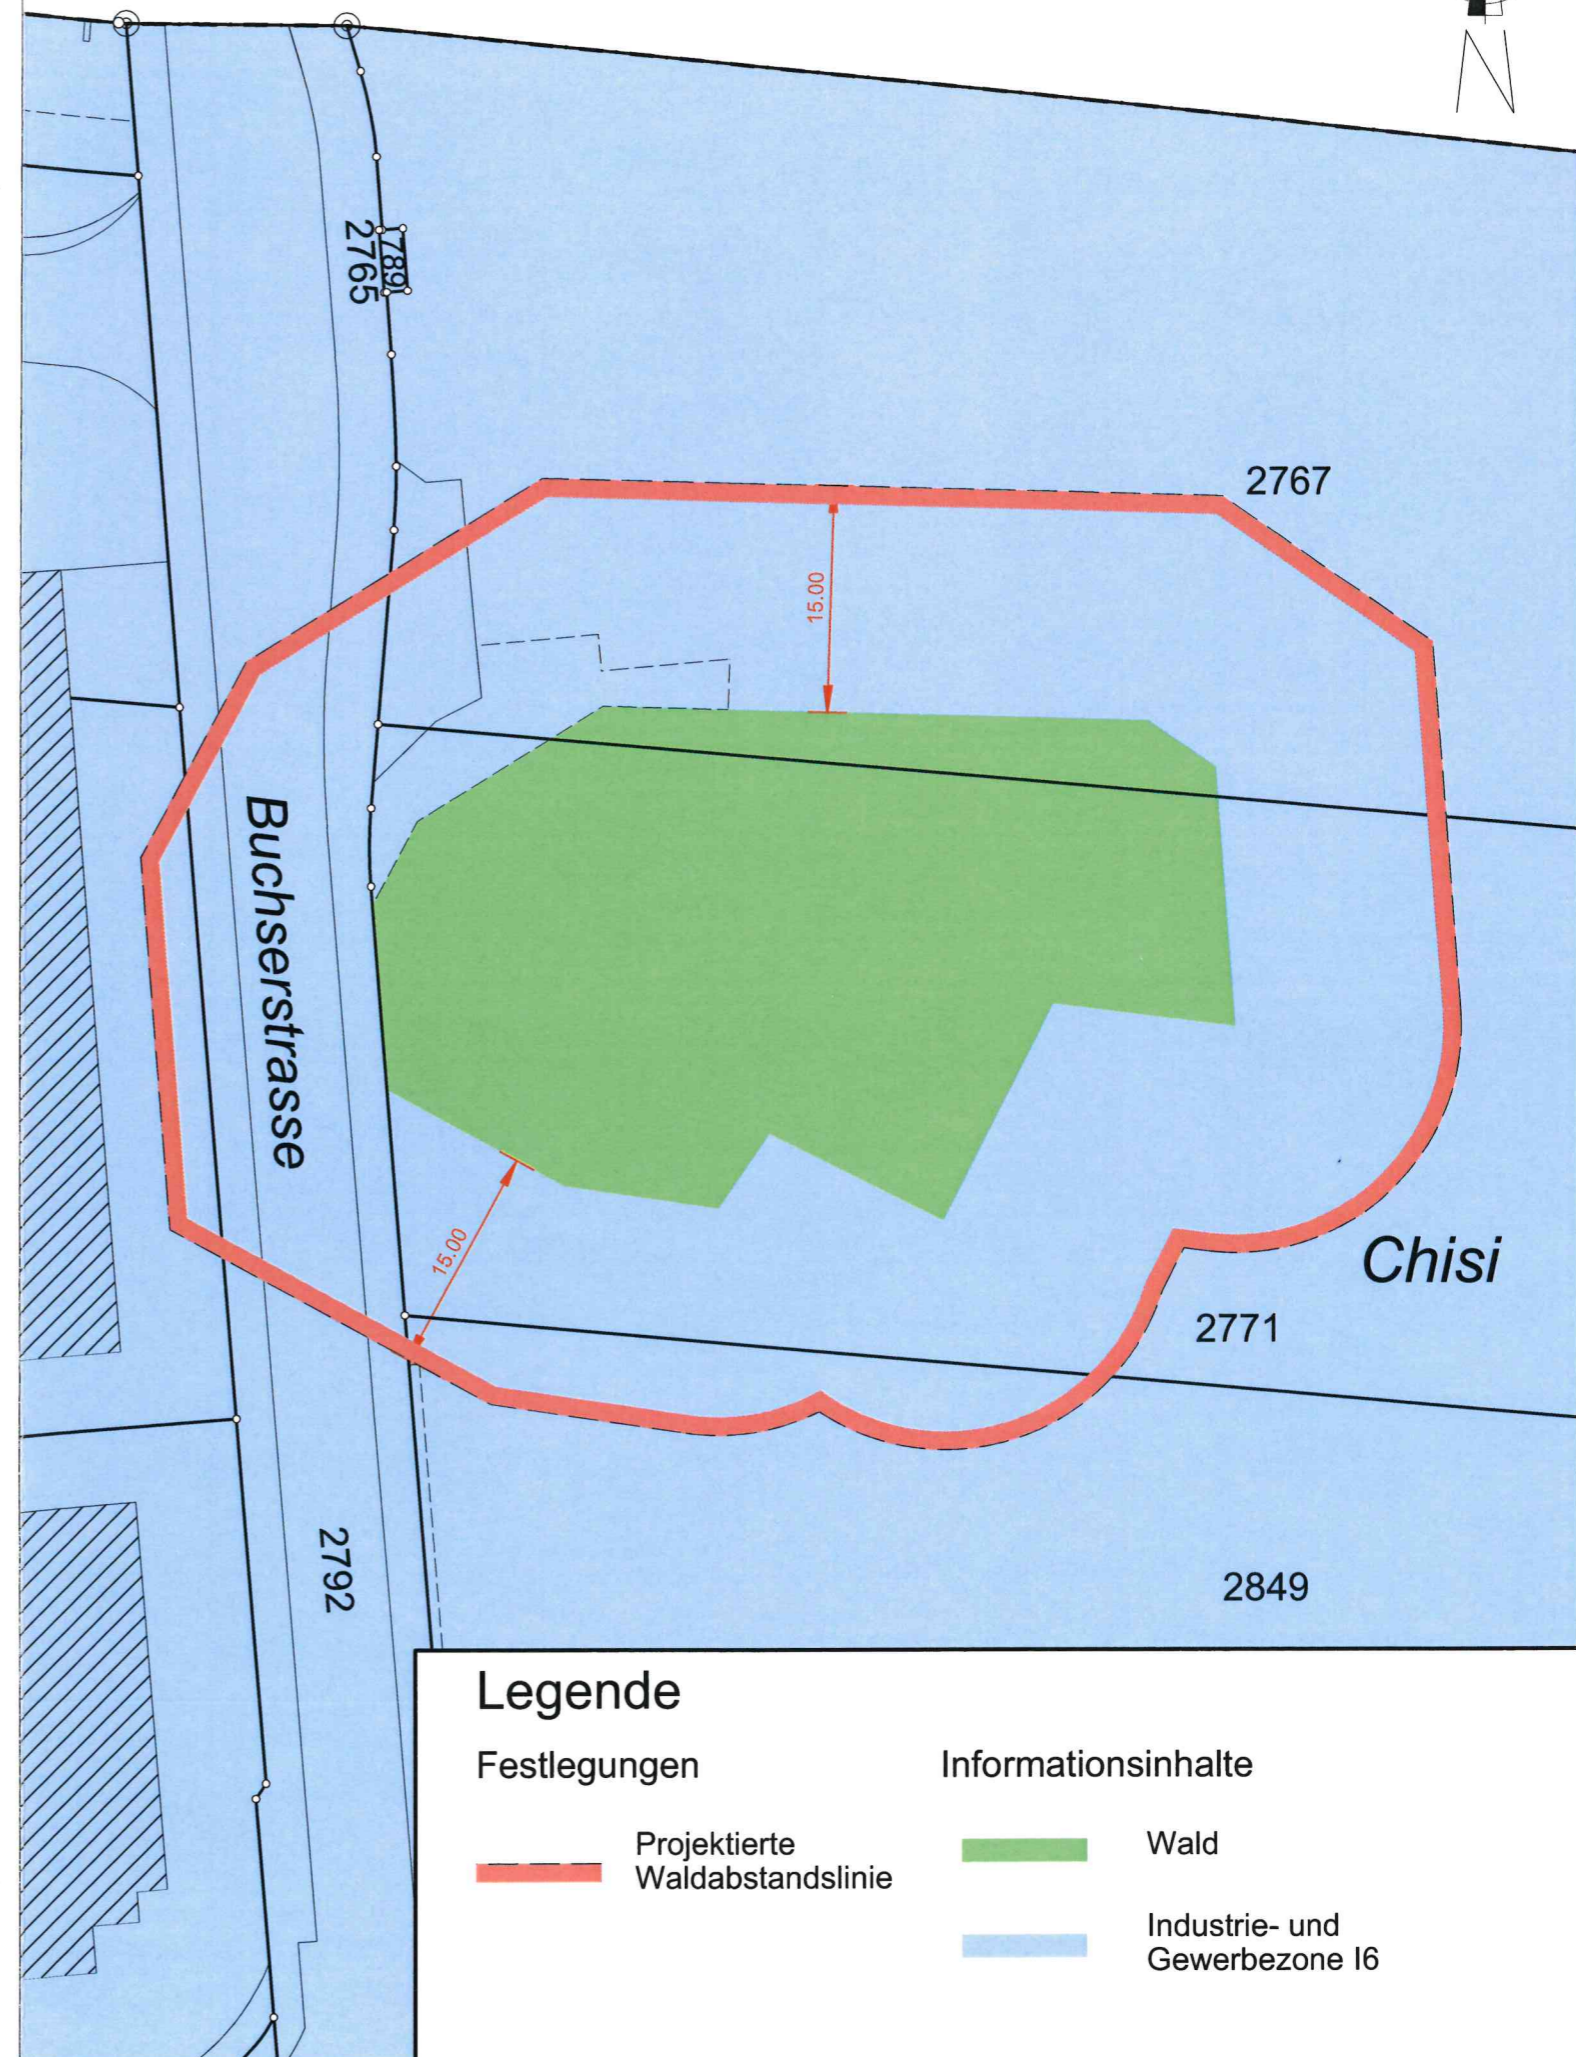 N
2765
789
2767
15.00
Buchserstrasse
15.00
Chisi
2771
2792
2849
Legende
Festlegungen
Informationsinhalte
Projektierte
Waldabstandslinie
Wald
Industrie- und
Gewerbezone I6